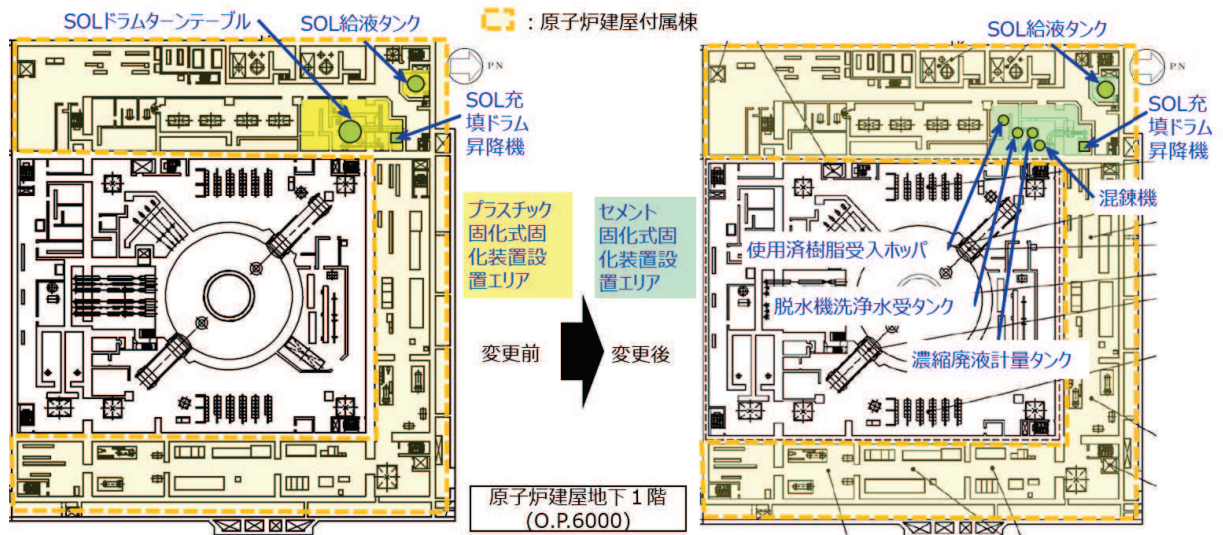 SOLドラムターンテーブル
SOL給液タンク
：原子炉建屋付属棟
SOL給液タンク
PN
PN
SOL充
填ドラム
昇降機
SOL充
填ドラム
昇降機
混錬機
プラスチック
固化式固
化装置設
置エリア
セメント
固化式固
化装置設
置エリア
使用済樹脂受入ホッパ
脱水機洗浄水受タンク
濃縮廃液計量タンク
変更前
変更後
原子炉建屋地下１階
(O.P.6000)